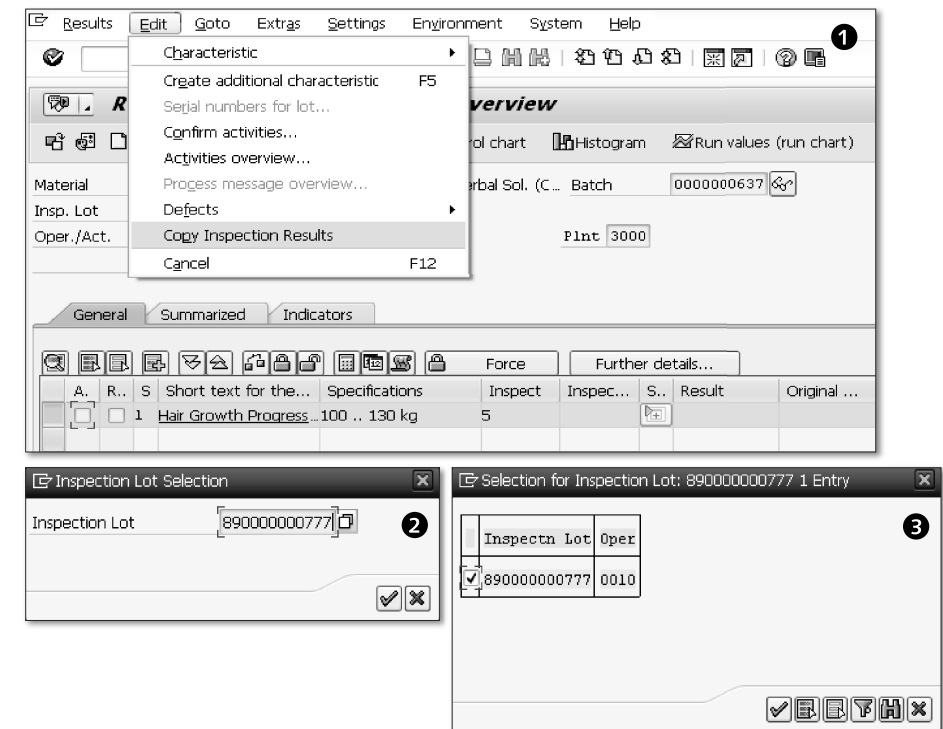 Results Edit Goto Extras Settings Environment System Help
1
Characteristic
Create additional characteristic F5
Serial numbers for lot...
Confirm activities...
Activities overview...
Process message overview...
Defects
Copy Inspection Results
Cancel F12
R verview
rol chart Histogram Run values (run chart)
Material erbal Sol. (C... Batch 0000000637
Insp. Lot
Oper./Act. Plnt 3000
General Summarized Indicators
Force Further details...
A. R.. S Short text for the... Specifications Inspect Inspec... S.. Result Original ...
1 Hair Growth Progress... 100 .. 130 kg 5
Inspection Lot Selection
Inspection Lot 890000000777
2
Selection for Inspection Lot: 890000000777 1 Entry
3
Inspectn Lot Oper
890000000777 0010